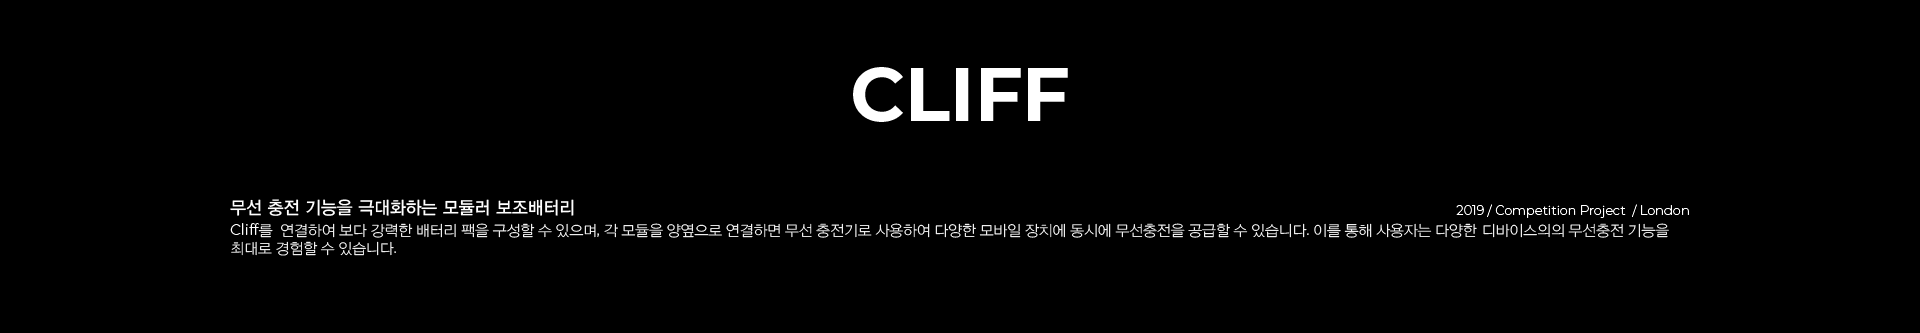 CLIFF
무선 충전 기능을 극대화하는 모듈러 보조배터리
2019 / Competition Project / London
Cliff를 연결하여 보다 강력한 배터리 팩을 구성할 수 있으며, 각 모듈을 양옆으로 연결하면 무선 충전기로 사용하여 다양한 모바일 장치에 동시에 무선충전을 공급할 수 있습니다. 이를 통해 사용자는 다양한 디바이스의의 무선충전 기능을
최대로 경험할 수 있습니다.